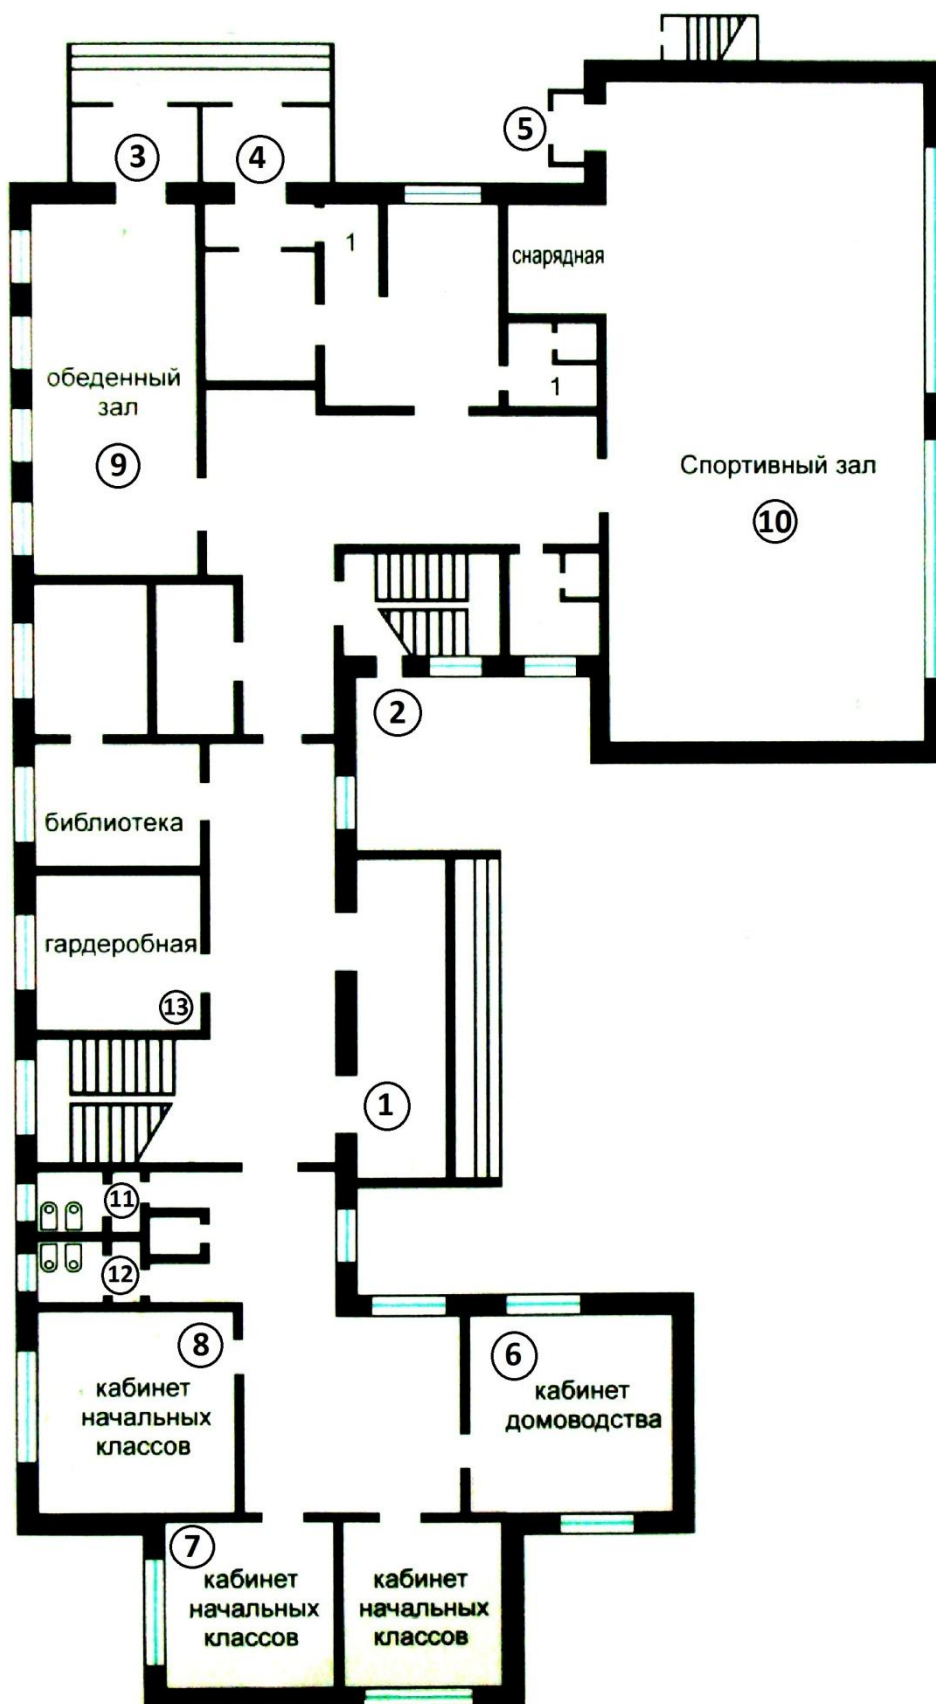 5
3
4
1
снарядная
обеденный
зал
1
9
Спортивный зал
10
2
библиотека
гардеробная
13
1
11
12
8
6
кабинет
начальных
классов
кабинет
домоводства
7
кабинет
начальных
классов
кабинет
начальных
классов